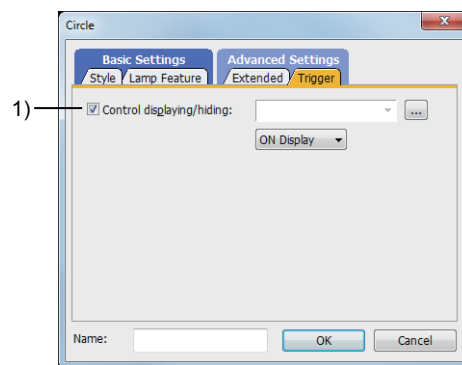 Circle
Basic Settings Advanced Settings
Style Lamp Feature Extended Trigger
1) Control displaying/hiding: ...
ON Display
Name: OK Cancel